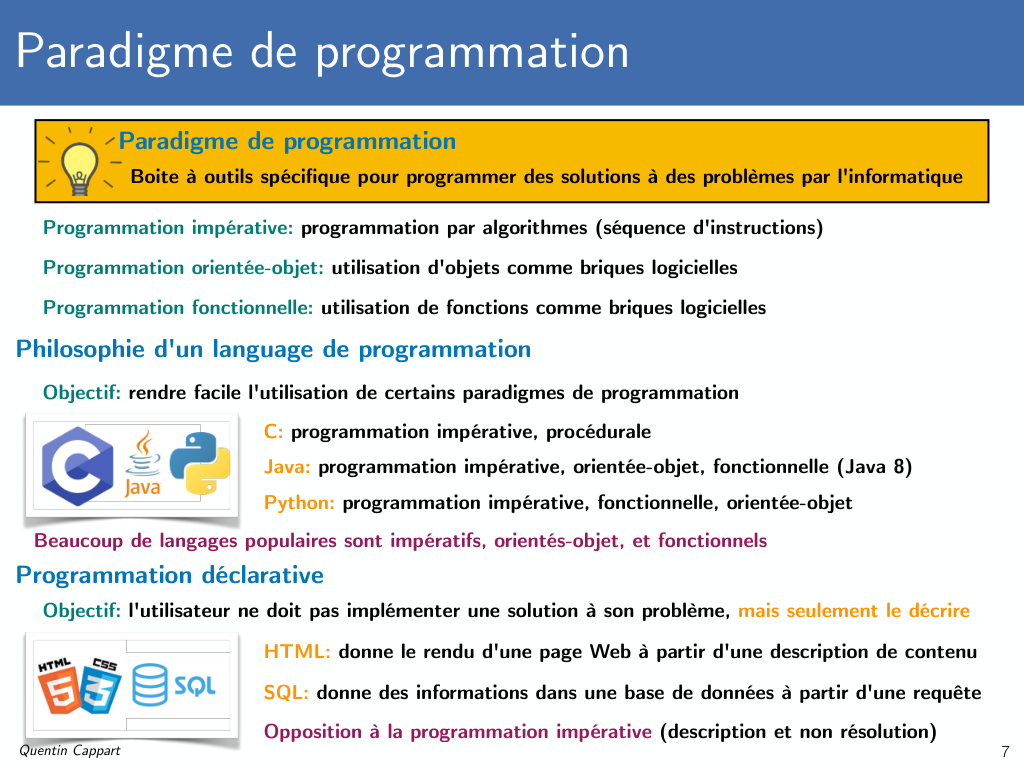 Paradigme de programmation
Paradigme de programmation
Boite à outils spécifique pour programmer des solutions à des problèmes par l'informatique
Programmation impérative: programmation par algorithmes (séquence d'instructions)
Programmation orientée-objet: utilisation d'objets comme briques logicielles
Programmation fonctionnelle: utilisation de fonctions comme briques logicielles
Philosophie d'un language de programmation
Objectif: rendre facile l'utilisation de certains paradigmes de programmation
C
Java
C: programmation impérative, procédurale
Java: programmation impérative, orientée-objet, fonctionnelle (Java 8)
Python: programmation impérative, fonctionnelle, orientée-objet
Beaucoup de langages populaires sont impératifs, orientés-objet, et fonctionnels
Programmation déclarative
Objectif: l'utilisateur ne doit pas implémenter une solution à son problème, mais seulement le décrire
HTML CSS
5 3 SQL
HTML: donne le rendu d'une page Web à partir d'une description de contenu
SQL: donne des informations dans une base de données à partir d'une requête
Opposition à la programmation impérative (description et non résolution)
Quentin Cappart
7